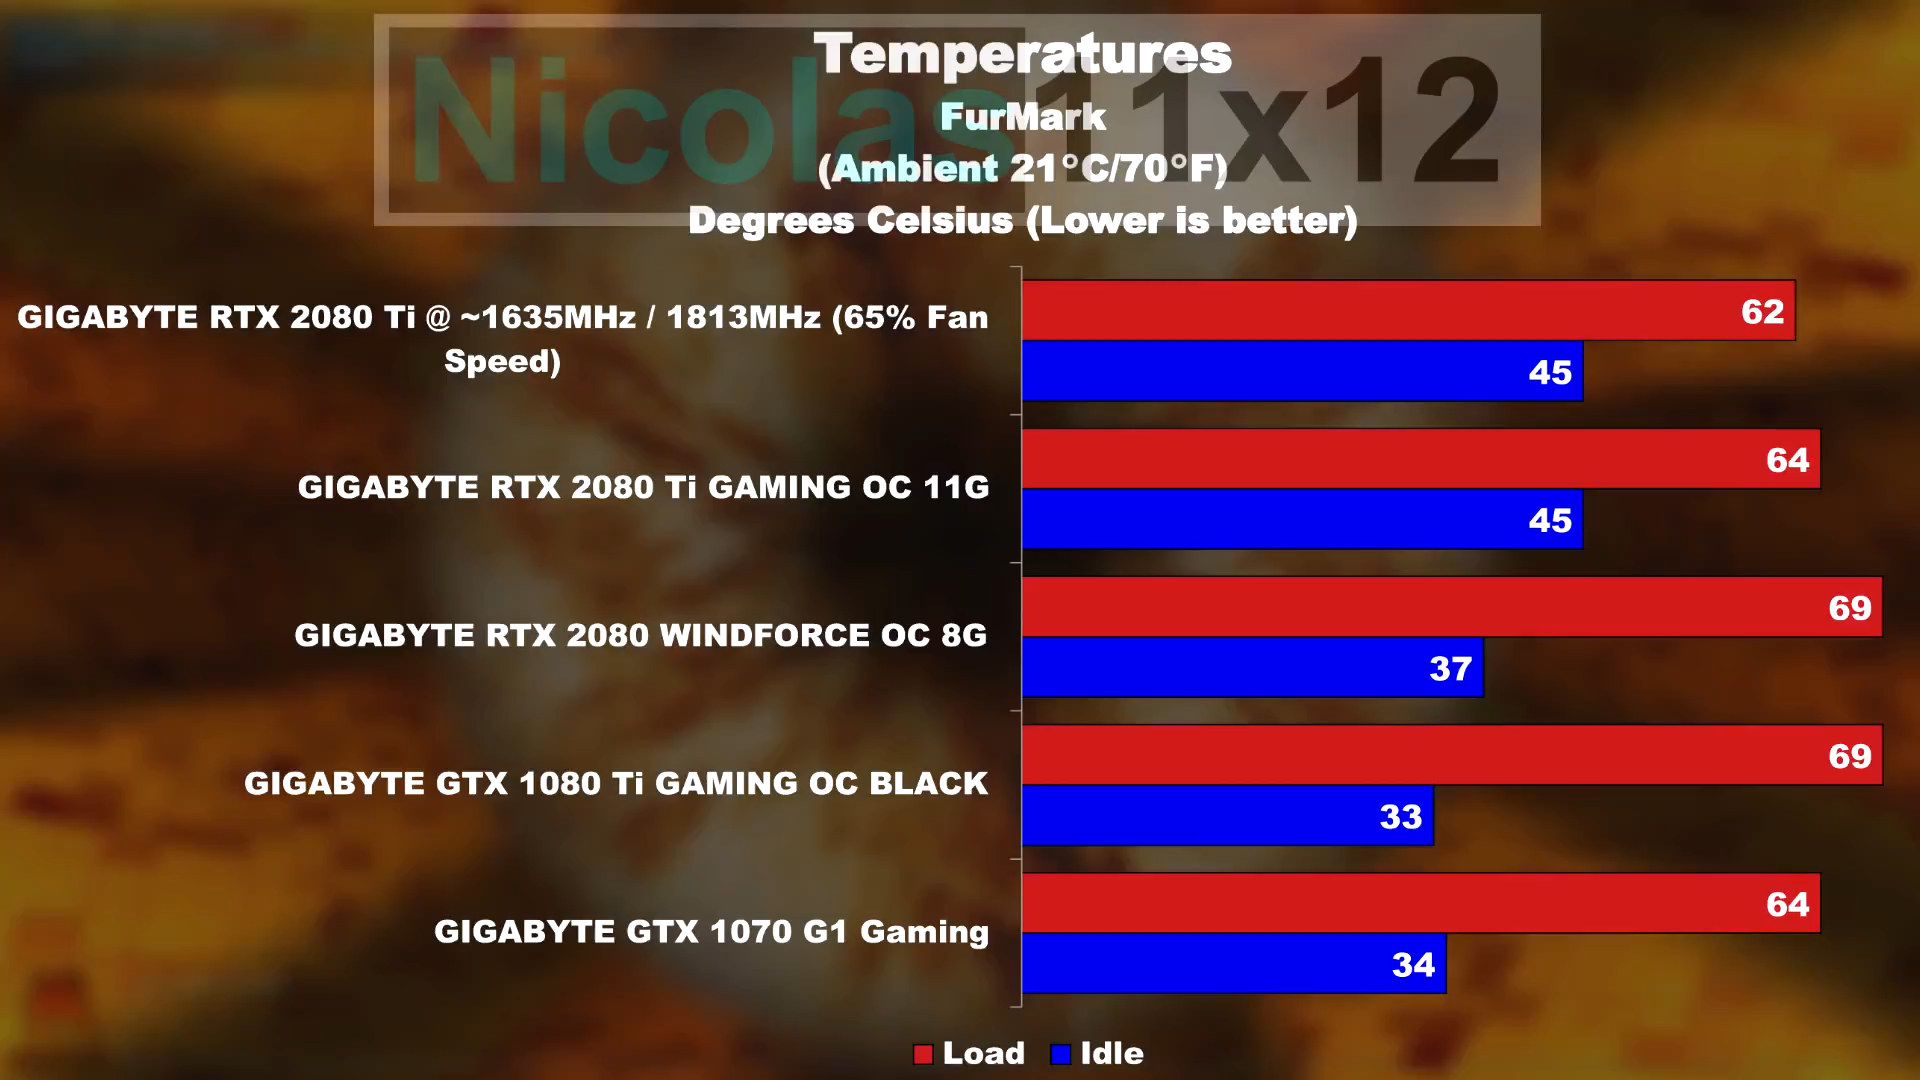 Nicolas11x12
Temperatures
FurMark
(Ambient 21°C/70°F)
Degrees Celsius (Lower is better)
GIGABYTE RTX 2080 Ti @ ~1635MHz / 1813MHz (65% Fan
Speed)
62
45
GIGABYTE RTX 2080 Ti GAMING OC 11G
64
45
GIGABYTE RTX 2080 WINDFORCE OC 8G
69
37
GIGABYTE GTX 1080 Ti GAMING OC BLACK
69
33
GIGABYTE GTX 1070 G1 Gaming
64
34
Load Idle